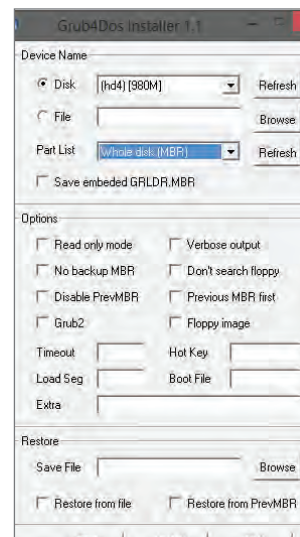 Grub4Dos Installer 1.1
Device Name
Disk (hd4) [980M] Refresh
File Browse
Part List Whole disk (MBR) Refresh
Save embeded GRLDR.MBR
Options
Read only mode Verbose output
No backup MBR Don't search floppy
Disable PrevMBR Previous MBR first
Grub2 Floppy image
Timeout Hot Key
Load Seg Boot File
Extra
Restore
Save File Browse
Restore from file Restore from PrevMBR